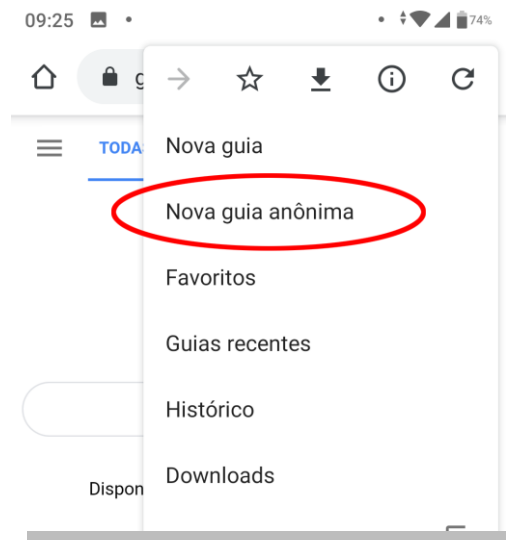 09:25
74%
g
TODA
Nova guia
Nova guia anônima
Favoritos
Guias recentes
Histórico
Dispon
Downloads